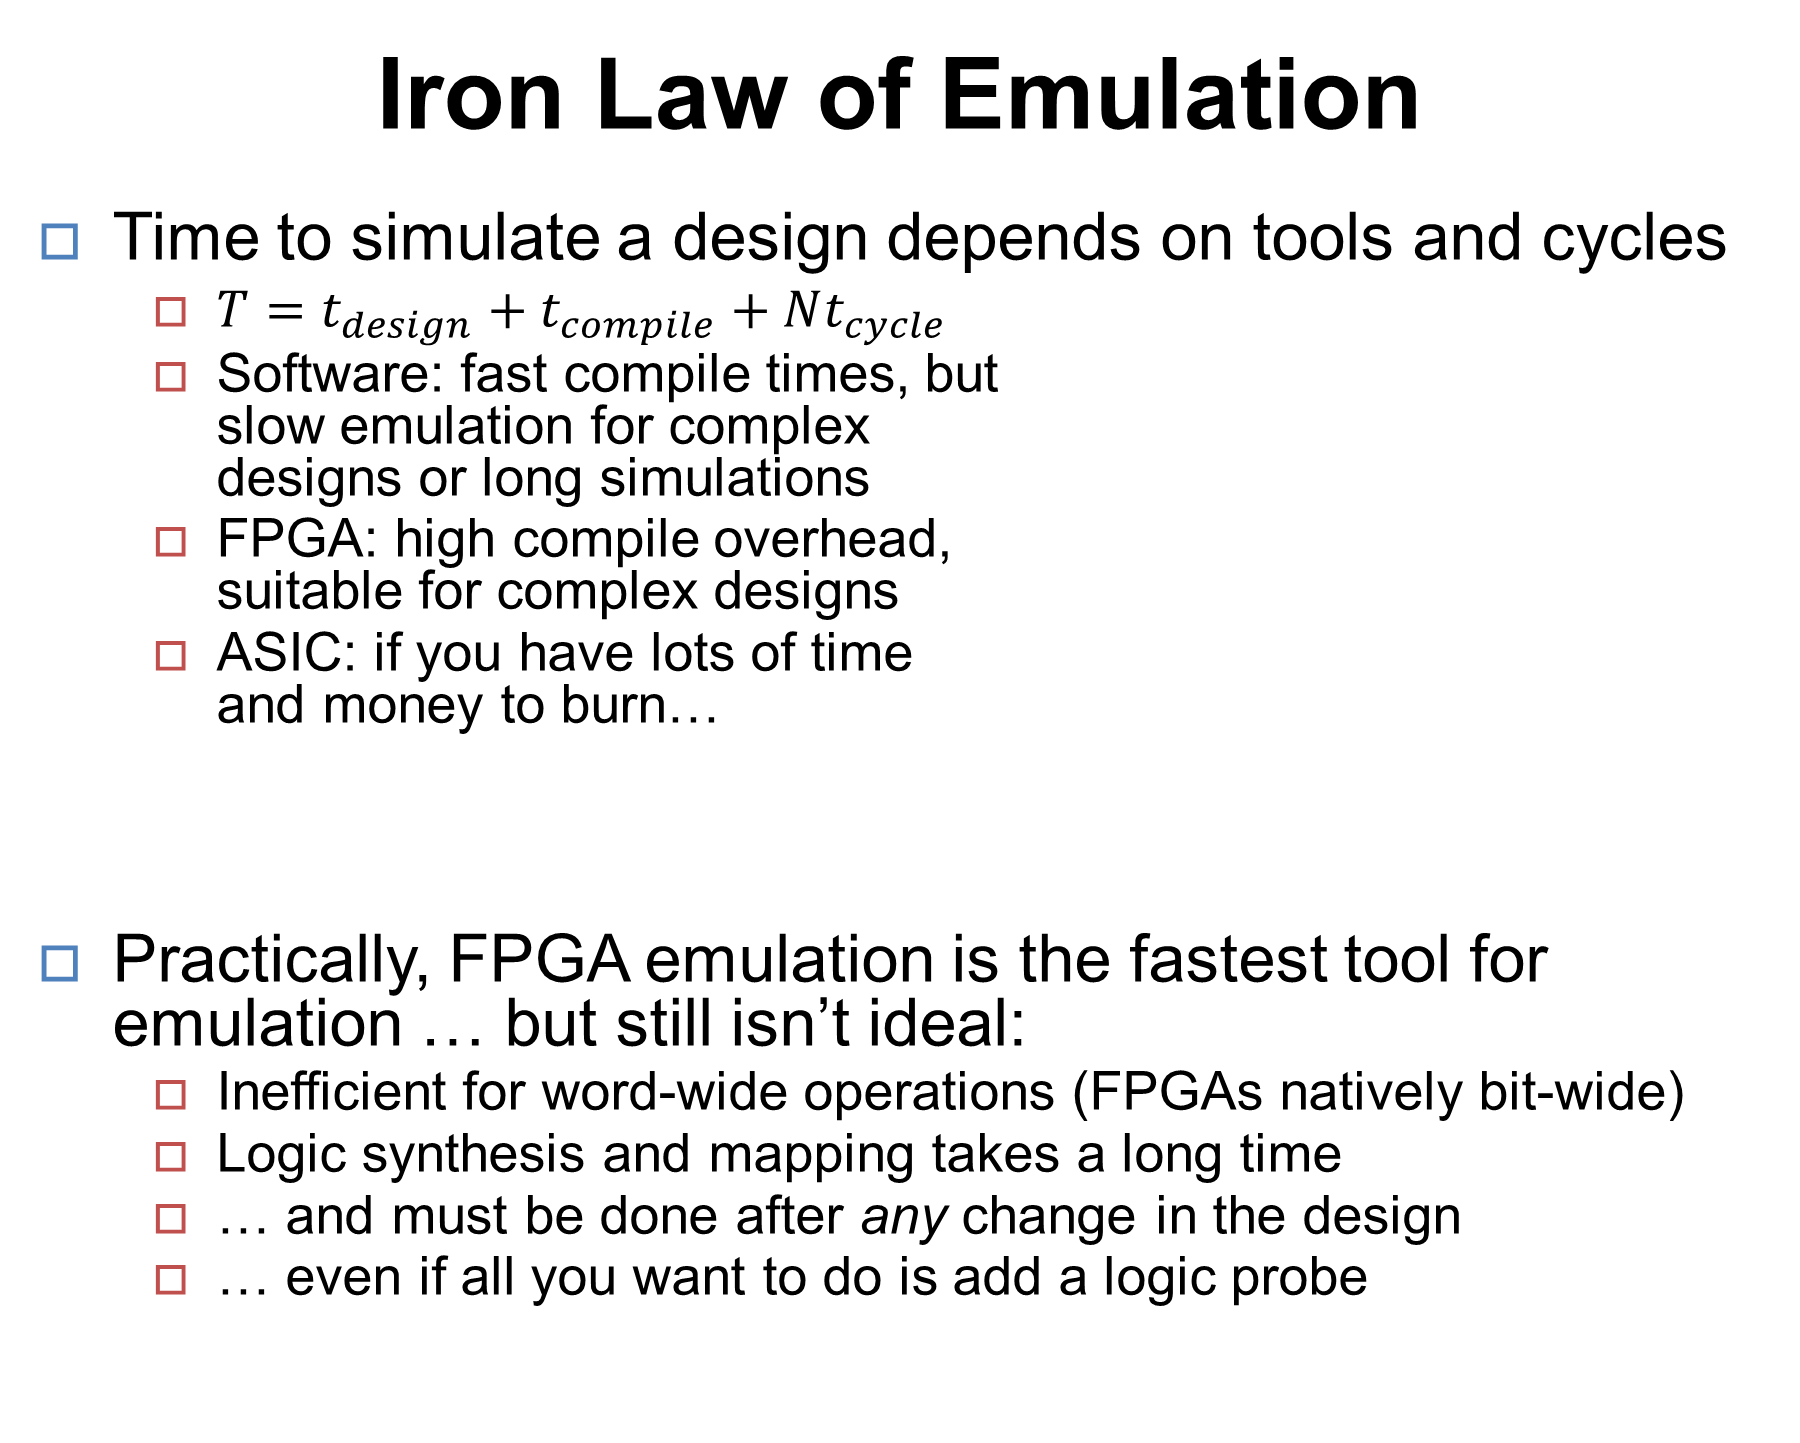 Iron Law of Emulation
Time to simulate a design depends on tools and cycles
T = t_design + t_compile + Nt_cycle
Software: fast compile times, but
slow emulation for complex
designs or long simulations
FPGA: high compile overhead,
suitable for complex designs
ASIC: if you have lots of time
and money to burn…
Practically, FPGA emulation is the fastest tool for
emulation … but still isn’t ideal:
Inefficient for word-wide operations (FPGAs natively bit-wide)
Logic synthesis and mapping takes a long time
… and must be done after any change in the design
… even if all you want to do is add a logic probe